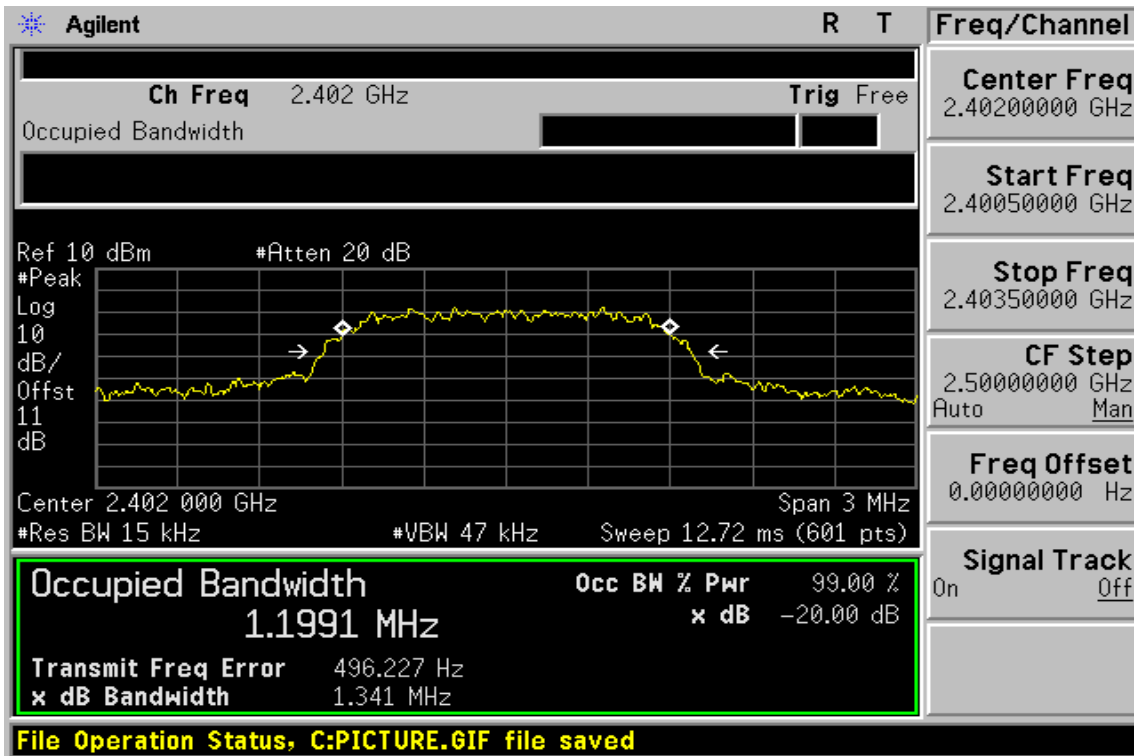 Agilent R T
Ch Freq 2.402 GHz Trig Free
Occupied Bandwidth
Ref 10 dBm #Atten 20 dB
#Peak
Log
10
dB/
Offst
11
dB
Center 2.402 000 GHz Span 3 MHz
#Res BW 15 kHz #VBW 47 kHz Sweep 12.72 ms (601 pts)
Occupied Bandwidth
1.1991 MHz
Occ BW % Pwr 99.00 %
x dB -20.00 dB
Transmit Freq Error 496.227 Hz
x dB Bandwidth 1.341 MHz
File Operation Status, C:PICTURE.GIF file saved
Freq/Channel
Center Freq
2.40200000 GHz
Start Freq
2.40050000 GHz
Stop Freq
2.40350000 GHz
CF Step
2.50000000 GHz
Auto Man
Freq Offset
0.00000000 Hz
Signal Track
On Off